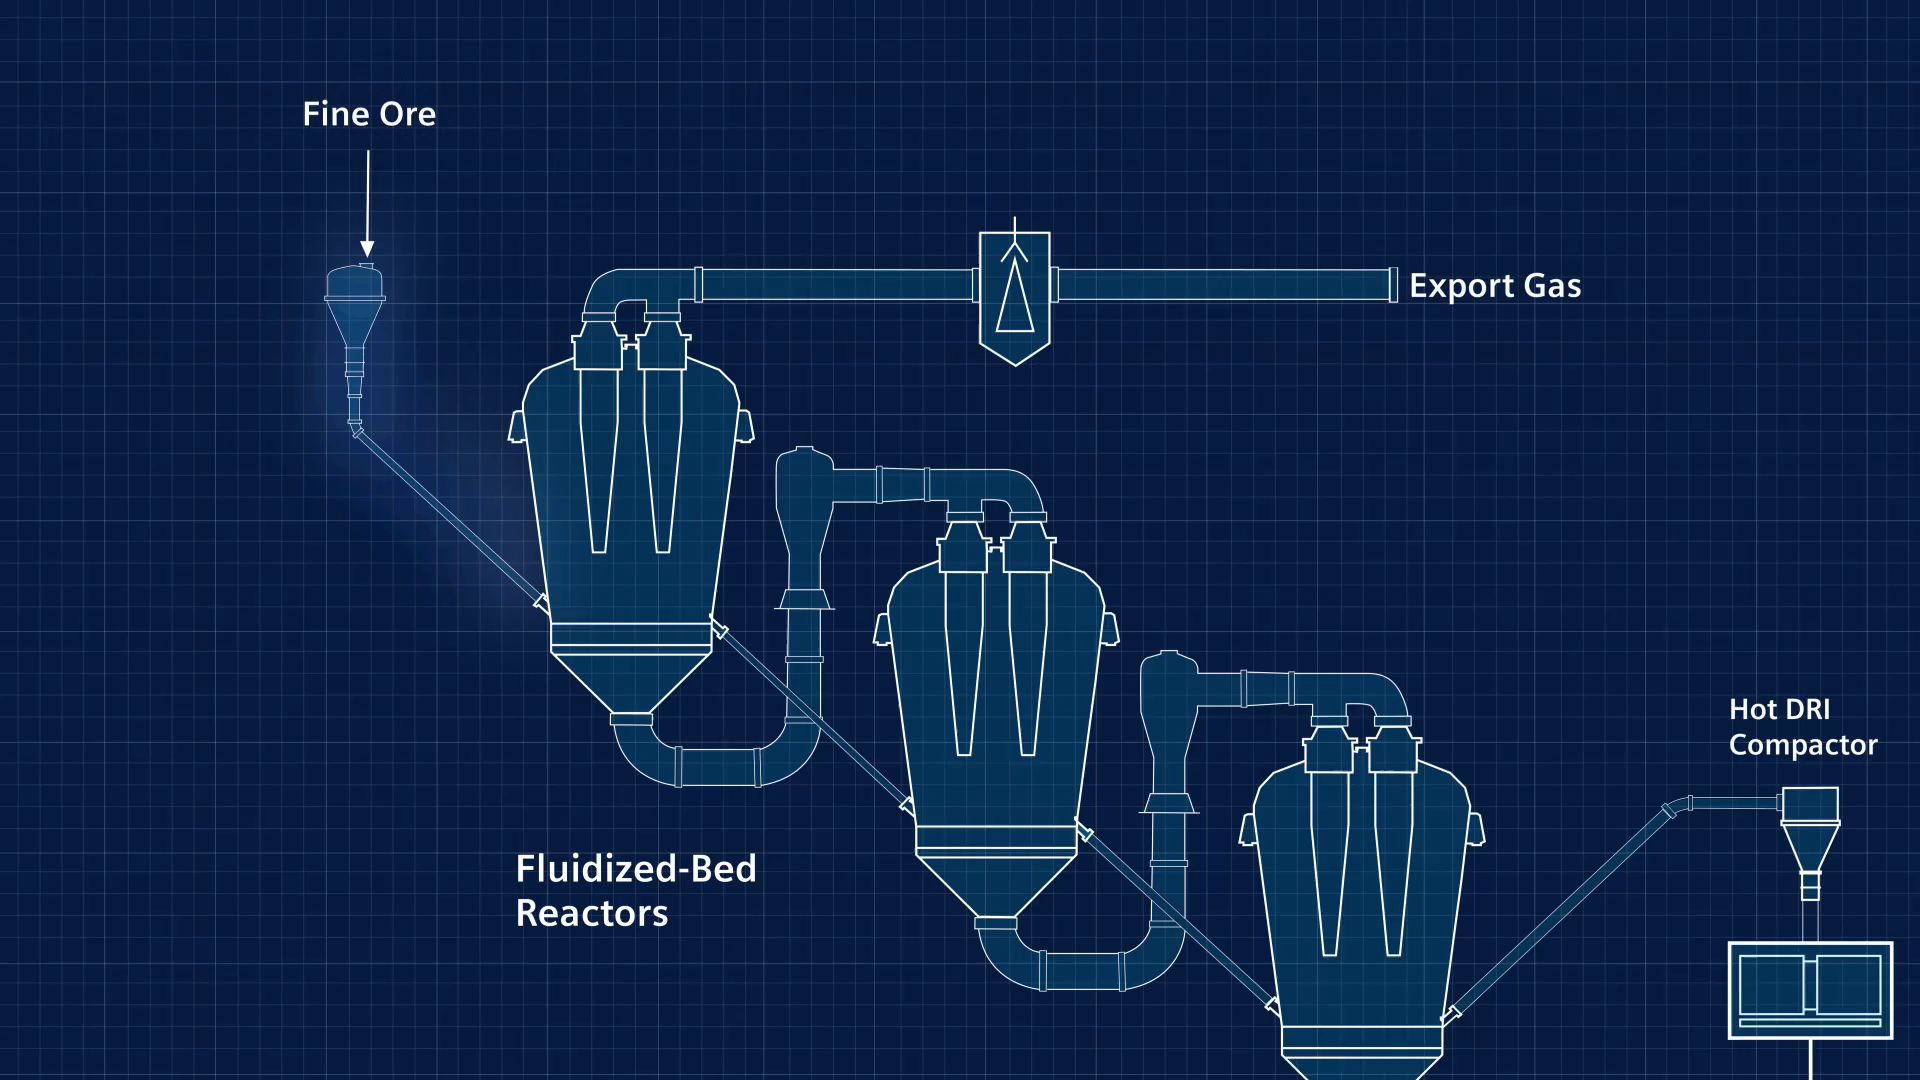 Fine Ore
Export Gas
Hot DRI
Compactor
Fluidized-Bed
Reactors